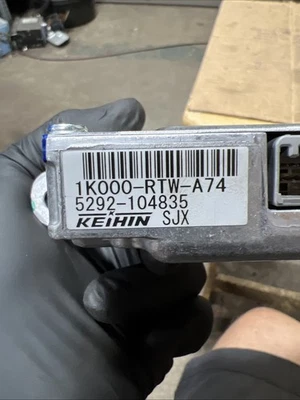 1K000-RTW-A74
5292-104835
KEIHIN SJX